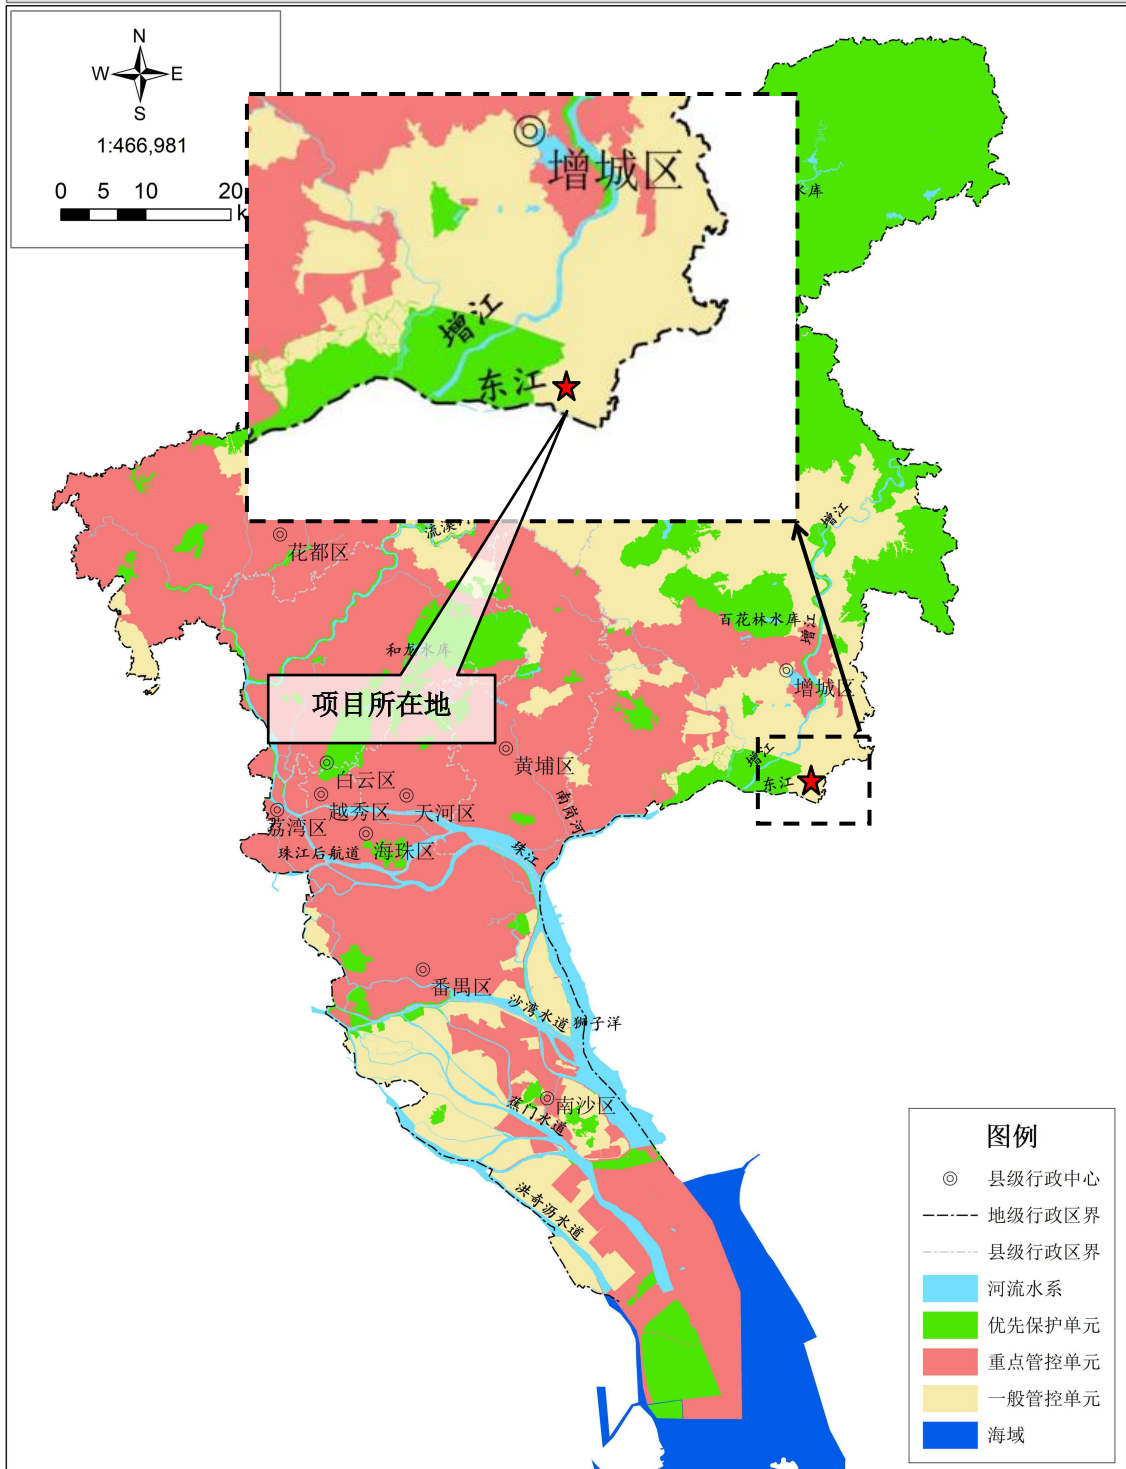 N
W E
S
1:466,981
0 5 10 20
k
增城区
增江
东江
水库
增江
流溪河
花都区
百花林水库
增江
和龙水库
增城区
项目所在地
增江
东江
黄埔区
白云区
越秀区
天河区
南岗河
荔湾区
海珠区
珠江后航道
珠江
番禺区
沙湾水道
狮子洋
南沙区
蕉门水道
洪奇沥水道
图例
县级行政中心
地级行政区界
县级行政区界
河流水系
优先保护单元
重点管控单元
一般管控单元
海域